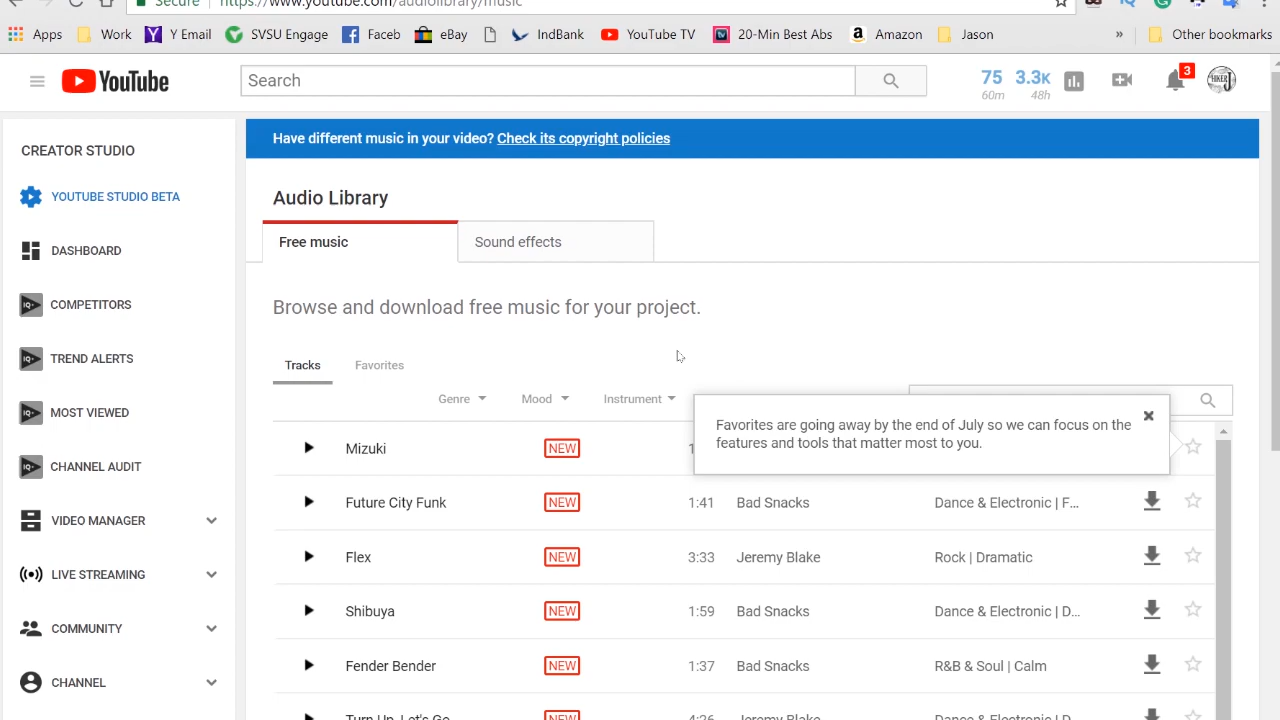 Secure https://www.youtube.com/audiolibrary/music
Apps Work Y Email SVSU Engage Faceb eBay IndBank YouTube TV 20-Min Best Abs Amazon Jason » Other bookmarks
YouTube Search 75 3.3K 3
60m 48h
HIKER J
CREATOR STUDIO
YOUTUBE STUDIO BETA
DASHBOARD
COMPETITORS
TREND ALERTS
MOST VIEWED
CHANNEL AUDIT
VIDEO MANAGER
LIVE STREAMING
COMMUNITY
CHANNEL
Have different music in your video? Check its copyright policies
Audio Library
Free music Sound effects
Browse and download free music for your project.
Tracks Favorites
Genre Mood Instrument
Favorites are going away by the end of July so we can focus on the
features and tools that matter most to you.
Mizuki NEW
Future City Funk NEW 1:41 Bad Snacks Dance & Electronic | F...
Flex NEW 3:33 Jeremy Blake Rock | Dramatic
Shibuya NEW 1:59 Bad Snacks Dance & Electronic | D...
Fender Bender NEW 1:37 Bad Snacks R&B & Soul | Calm
Turn Up, Let's Go NEW 4:26 Jeremy Blake